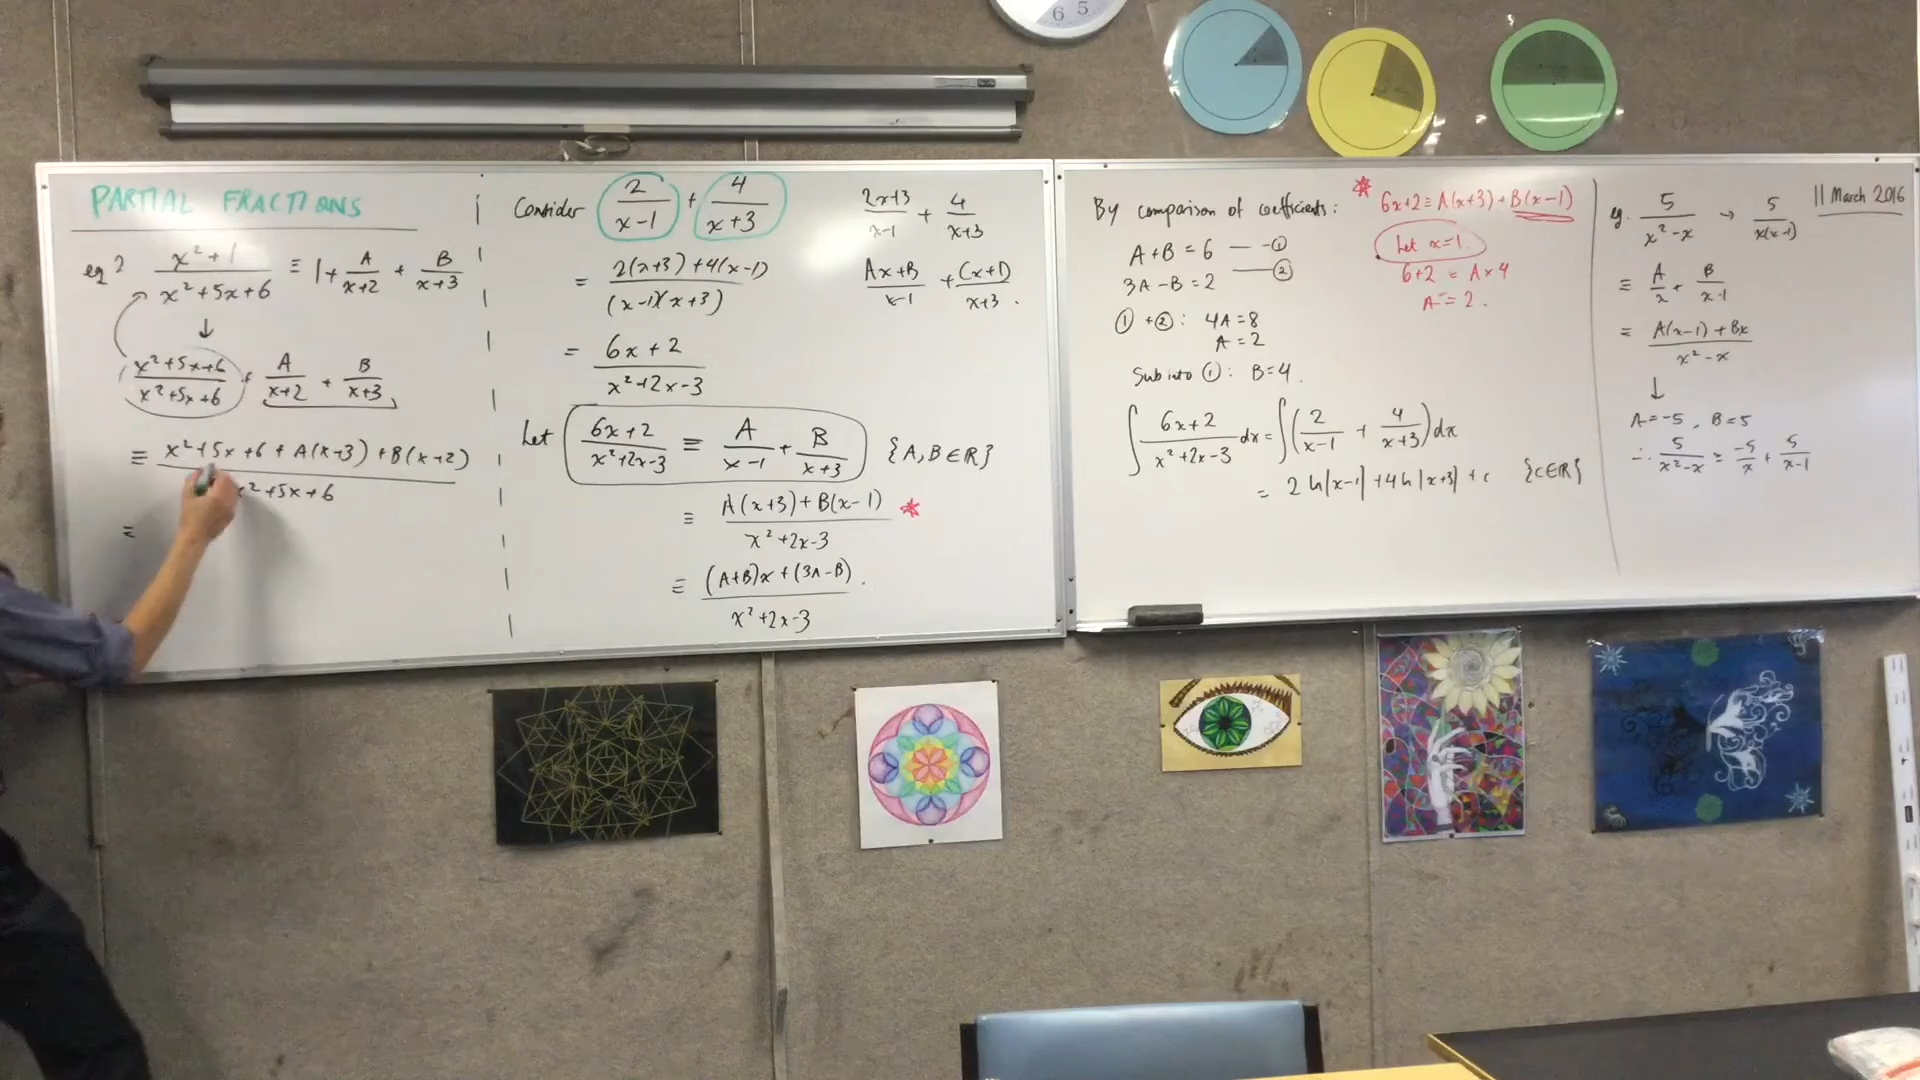 PARTIAL FRACTIONS
eg 2 (x²+1)/(x²+5x+6) ≡ 1 + A/(x+2) + B/(x+3)
↓
(x²+5x+6)/(x²+5x+6) + A/(x+2) + B/(x+3)
≡ (x²+5x+6 + A(x+3) + B(x+2))/(x²+5x+6)
≡
Consider 2/(x-1) + 4/(x+3)
= (2(x+3)+4(x-1))/((x-1)(x+3))
= (6x+2)/(x²+2x-3)
(2x+3)/(x-1) + 4/(x+3)
(Ax+B)/(x-1) + (Cx+D)/(x+3).
Let (6x+2)/(x²+2x-3) ≡ A/(x-1) + B/(x+3) {A,B∈R}
≡ (A(x+3)+B(x-1))/(x²+2x-3) *
≡ ((A+B)x+(3A-B))/(x²+2x-3).
By comparison of coefficients:
A+B = 6 — -①
3A-B = 2 — ②
① + ②: 4A=8
A=2
Sub into ①: B=4.
∫(6x+2)/(x²+2x-3) dx = ∫(2/(x-1) + 4/(x+3)) dx
= 2 ln|x-1| + 4 ln|x+3| + c {c∈R}
* 6x+2 ≡ A(x+3)+B(x-1)
Let x=1.
6+2 = A×4
A = 2.
11 March 2016
eg. 5/(x²-x) → 5/(x(x-1))
≡ A/x + B/(x-1)
≡ (A(x-1)+Bx)/(x²-x)
↓
A=-5, B=5
∴ 5/(x²-x) = -5/x + 5/(x-1)
6 5